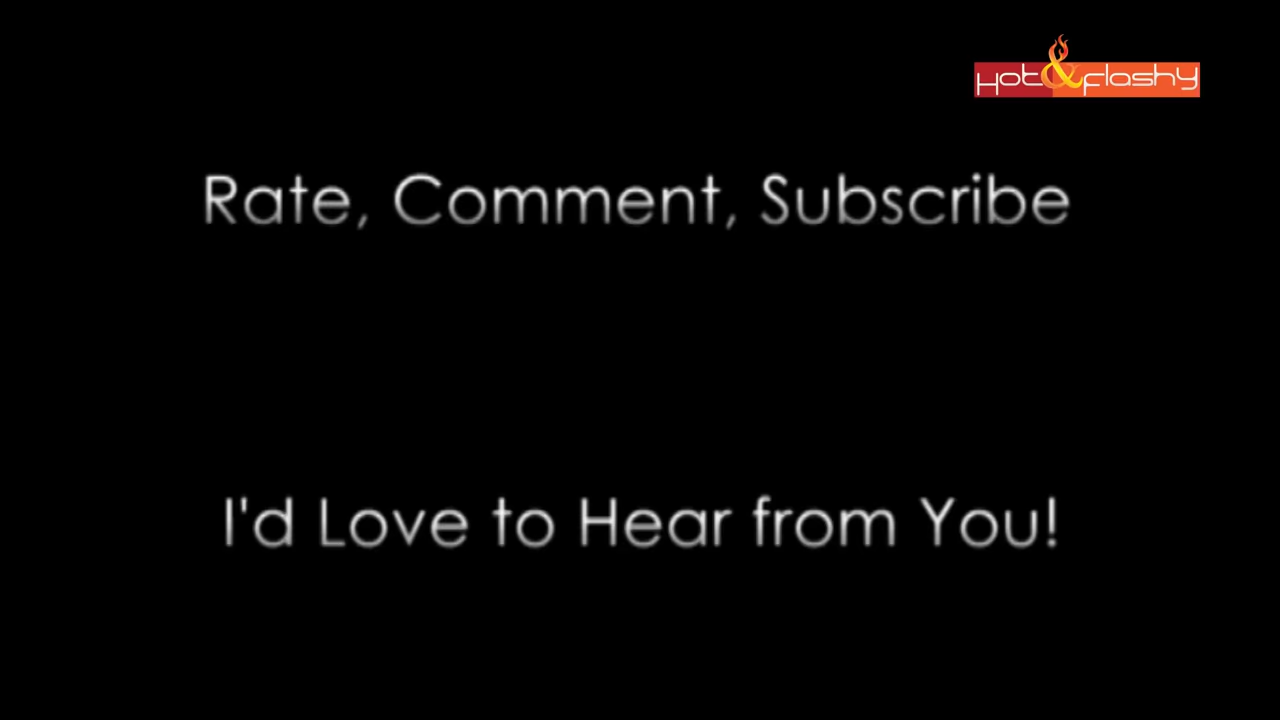 Hot & flashy
Rate, Comment, Subscribe
I'd Love to Hear from You!